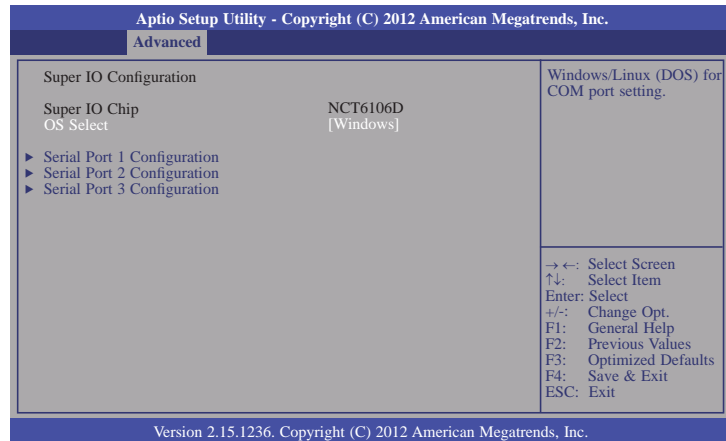 Aptio Setup Utility - Copyright (C) 2012 American Megatrends, Inc.
Advanced
Super IO Configuration
Super IO Chip NCT6106D
OS Select [Windows]
▶ Serial Port 1 Configuration
▶ Serial Port 2 Configuration
▶ Serial Port 3 Configuration
Windows/Linux (DOS) for
COM port setting.
→←: Select Screen
↑↓: Select Item
Enter: Select
+/-: Change Opt.
F1: General Help
F2: Previous Values
F3: Optimized Defaults
F4: Save & Exit
ESC: Exit
Version 2.15.1236. Copyright (C) 2012 American Megatrends, Inc.